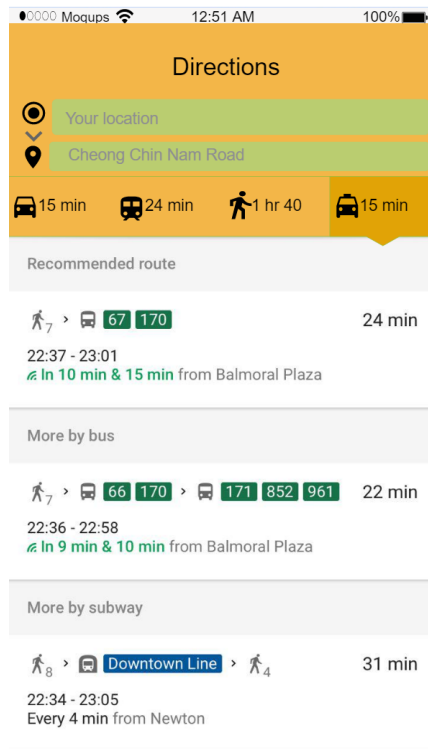 Moqups 12:51 AM 100%
Directions
Your location
Cheong Chin Nam Road
15 min 24 min 1 hr 40 15 min
Recommended route
7 › 67 170 24 min
22:37 - 23:01
In 10 min & 15 min from Balmoral Plaza
More by bus
7 › 66 170 › 171 852 961 22 min
22:36 - 22:58
In 9 min & 10 min from Balmoral Plaza
More by subway
8 › Downtown Line › 4 31 min
22:34 - 23:05
Every 4 min from Newton